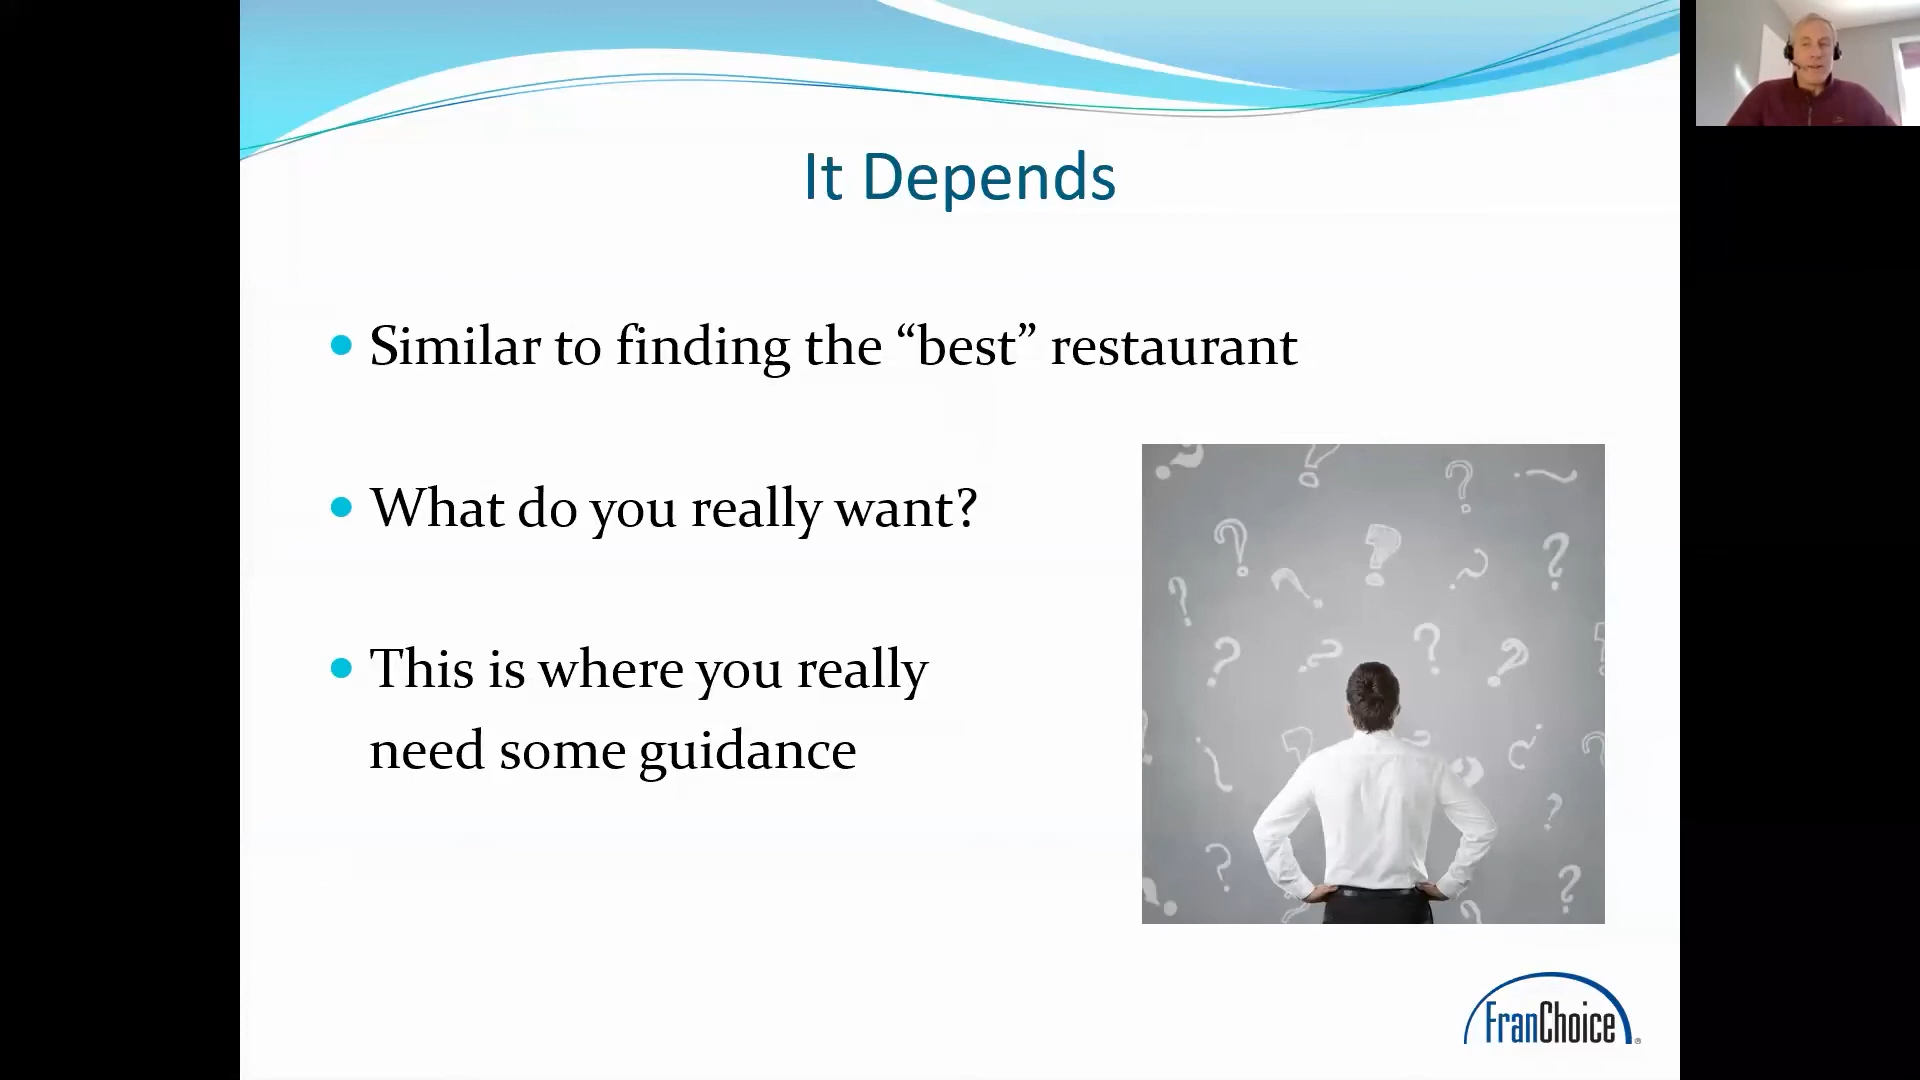 It Depends
Similar to finding the “best” restaurant
What do you really want?
This is where you really
need some guidance
FranChoice®